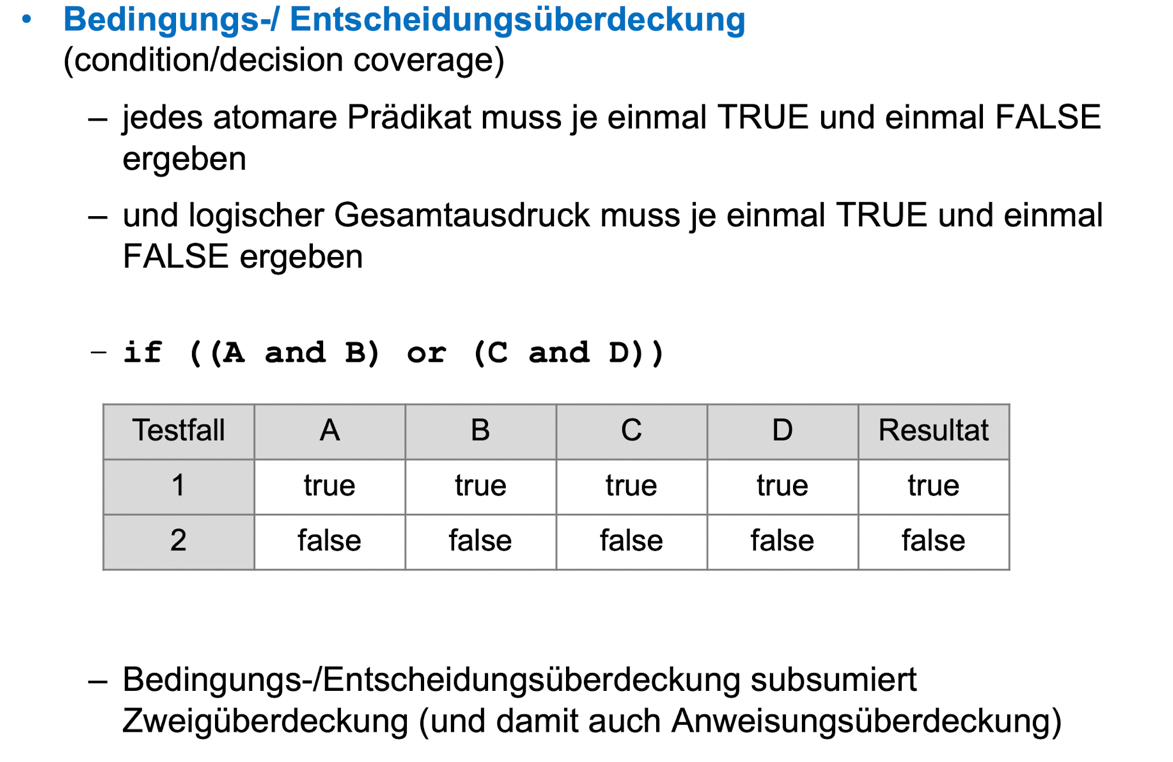 • Bedingungs-/ Entscheidungsüberdeckung
(condition/decision coverage)
– jedes atomare Prädikat muss je einmal TRUE und einmal FALSE
ergeben
– und logischer Gesamtausdruck muss je einmal TRUE und einmal
FALSE ergeben
– if ((A and B) or (C and D))
Testfall A B C D Resultat
1 true true true true true
2 false false false false false
– Bedingungs-/Entscheidungsüberdeckung subsumiert
Zweigüberdeckung (und damit auch Anweisungsüberdeckung)